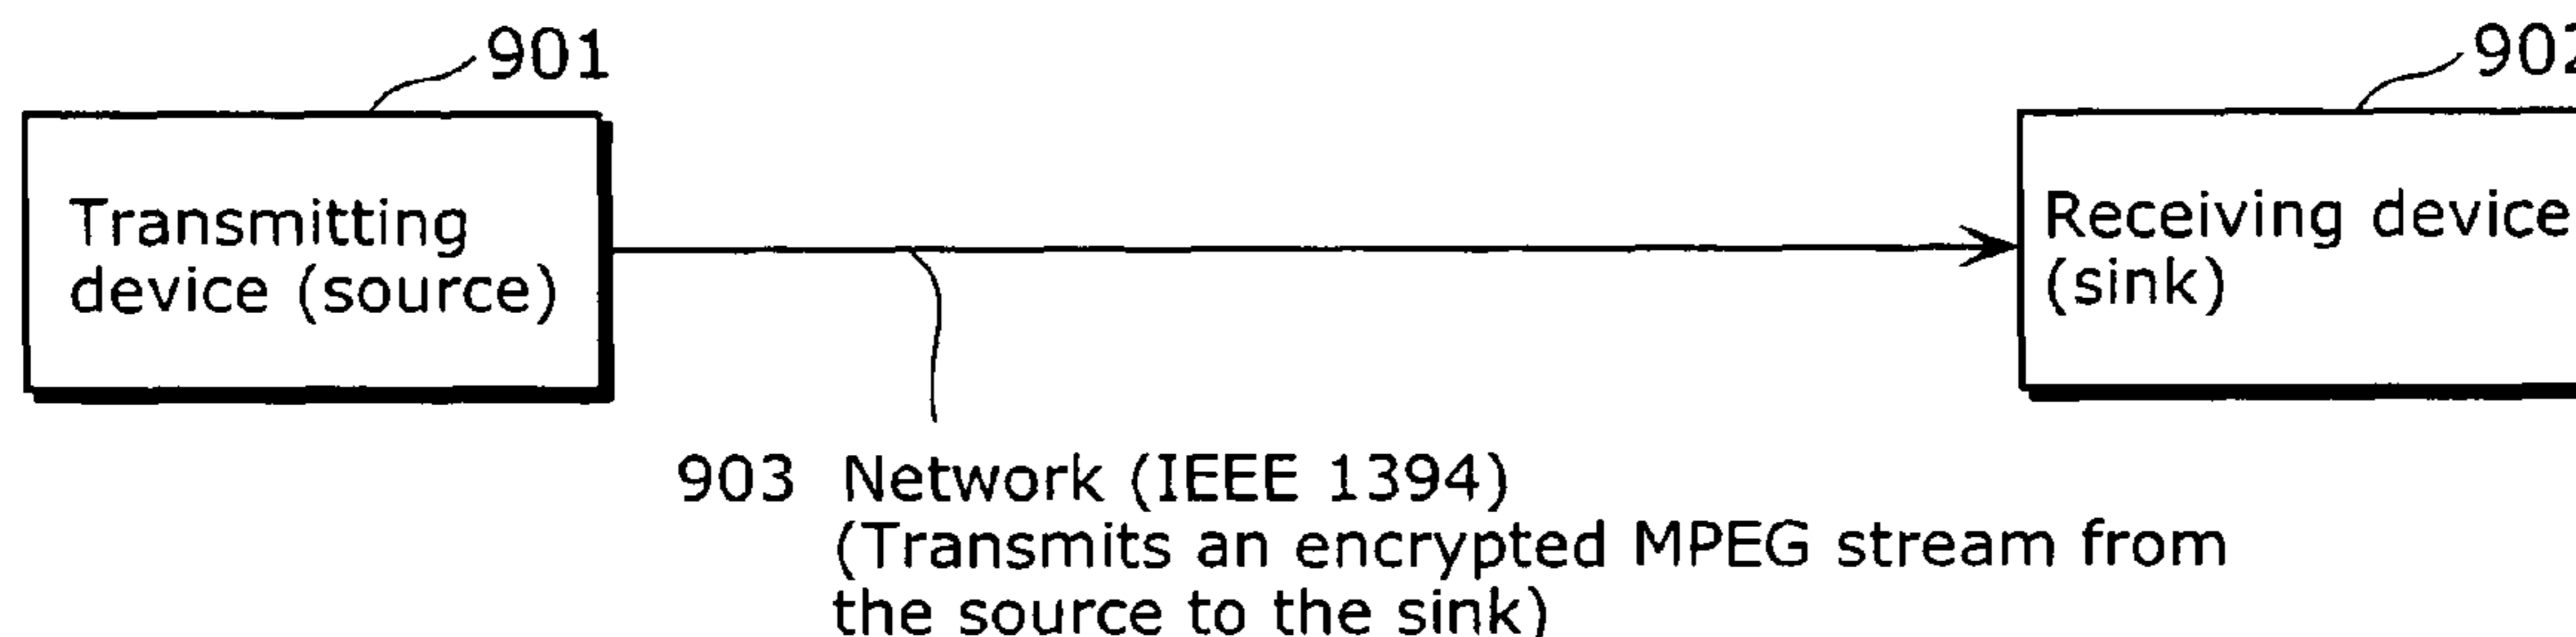 901
902
Transmitting
device (source)
Receiving device
(sink)
903 Network (IEEE 1394)
(Transmits an encrypted MPEG stream from
the source to the sink)